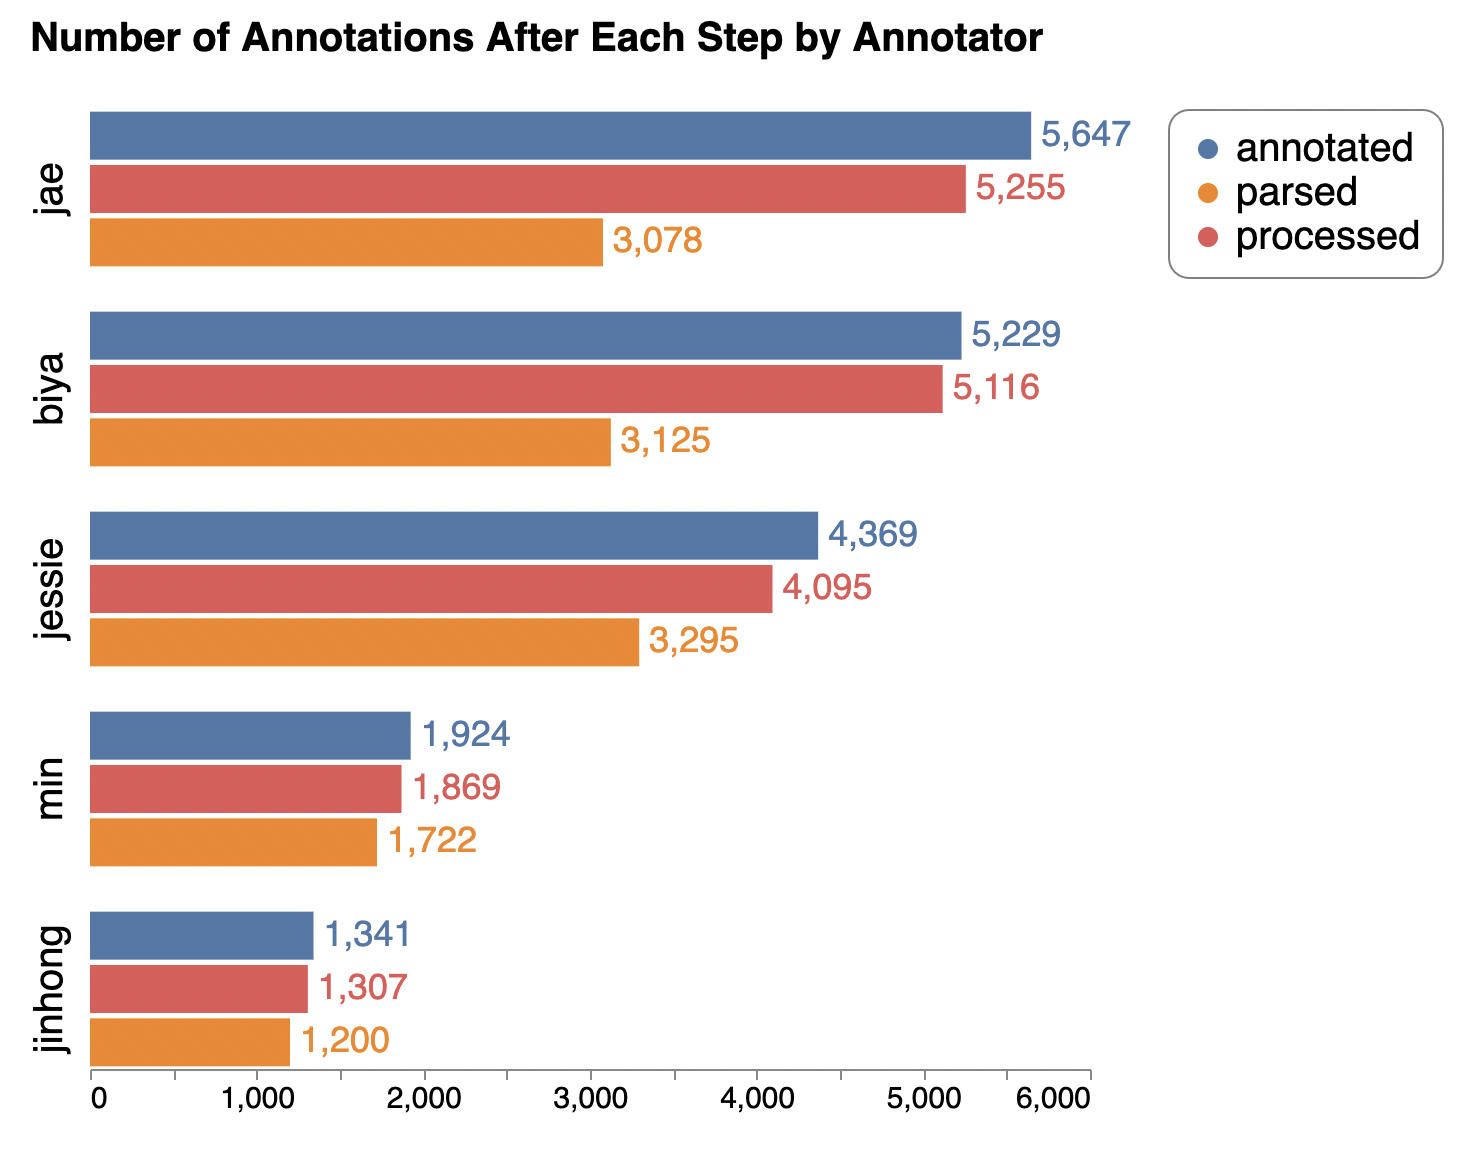 Number of Annotations After Each Step by Annotator
annotated
parsed
processed
jae
5,647
5,255
3,078
biya
5,229
5,116
3,125
jessie
4,369
4,095
3,295
min
1,924
1,869
1,722
jinhong
1,341
1,307
1,200
0 1,000 2,000 3,000 4,000 5,000 6,000